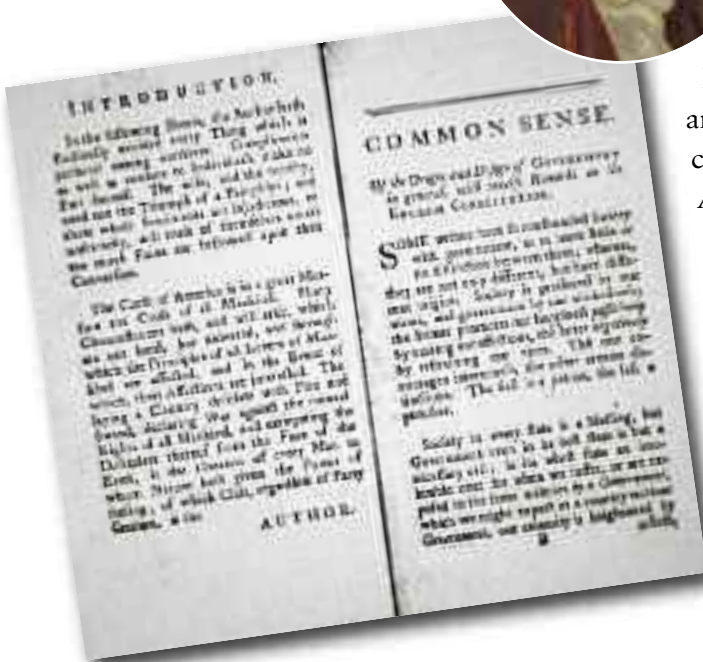 INTRODUCTION.
In the following Sheets, the Author hath
studiously avoided every Thing which is
personal among ourselves. Compliments
as well as censure to Individuals make no
Part thereof. The wise, and the worthy,
need not the Triumph of a Pamphlet; and
those whose Sentiments are injudicious, or
unfriendly, will cease of themselves unless
too much Pains are bestowed upon their
Conversion.
The Cause of America is in a great Mea-
sure the Cause of all Mankind. Many
Circumstances hath, and will arise, which
are not local, but universal, and through
which the Principles of all Lovers of Man-
kind are affected, and in the Event of
which, their Affections are interested. The
laying a Country desolate with Fire and
Sword, declaring War against the natural
Rights of all Mankind, and extirpating the
Defenders thereof from the Face of the
Earth, is the Concern of every Man to
whom Nature hath given the Power of
feeling; of which Class, regardless of Party
Censure, is the
AUTHOR.
COMMON SENSE.
Of the Origin and Design of GOVERNMENT
in general, with concise Remarks on the
ENGLISH CONSTITUTION.
SOME writers have so confounded society
with government, as to leave little or
no distinction between them; whereas,
they are not only different, but have diffe-
rent origins. Society is produced by our
wants, and government by our wickedness;
the former promotes our happiness positively
by uniting our affections, the latter negatively
by restraining our vices. The one en-
courages intercourse, the other creates dis-
tinctions. The first is a patron, the last a
punisher.
Society in every state is a blessing, but
Government even in its best state is but a
necessary evil; in its worst state an into-
lerable one: for when we suffer, or are ex-
posed to the same miseries by a Government,
which we might expect in a country without
Government, our calamity is heightened by